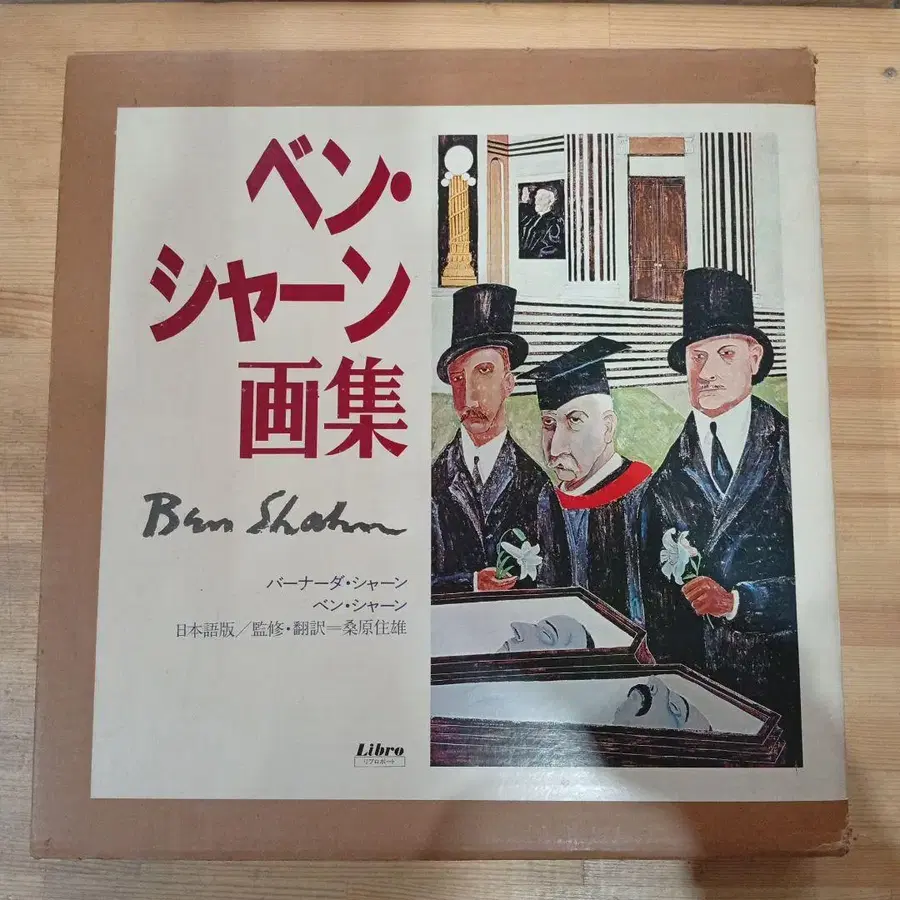 ベン・
シャーン
画集
Ben Shahn
バーナーダ・シャーン
ベン・シャーン
日本語版／監修・翻訳＝桑原住雄
Libro
リブロポート